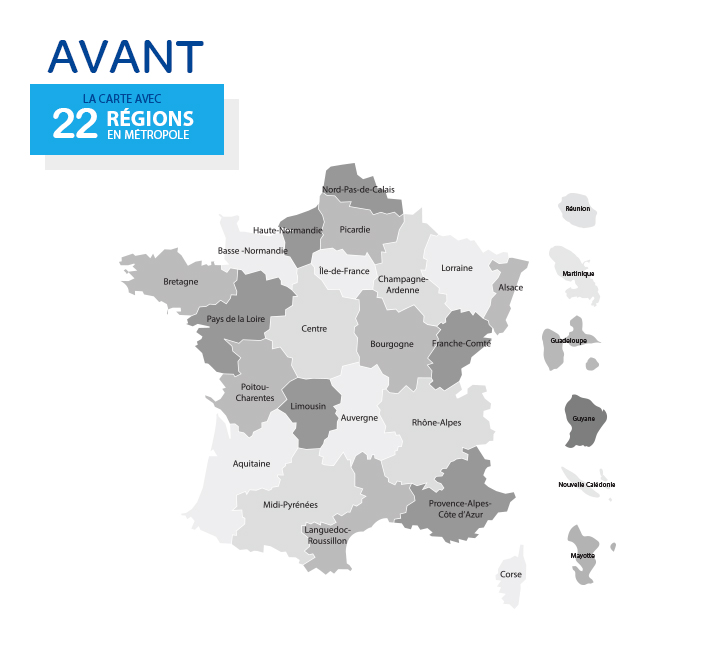 AVANT
LA CARTE AVEC
22 RÉGIONS
EN MÉTROPOLE
Nord-Pas-de-Calais
Haute-Normandie
Picardie
Basse -Normandie
Île-de-France
Lorraine
Champagne-
Ardenne
Alsace
Bretagne
Pays de la Loire
Centre
Bourgogne
Franche-Comté
Poitou-
Charentes
Limousin
Auvergne
Rhône-Alpes
Aquitaine
Midi-Pyrénées
Languedoc-
Roussillon
Provence-Alpes-
Côte d'Azur
Corse
Réunion
Martinique
Guadeloupe
Guyane
Nouvelle Calédonie
Mayotte